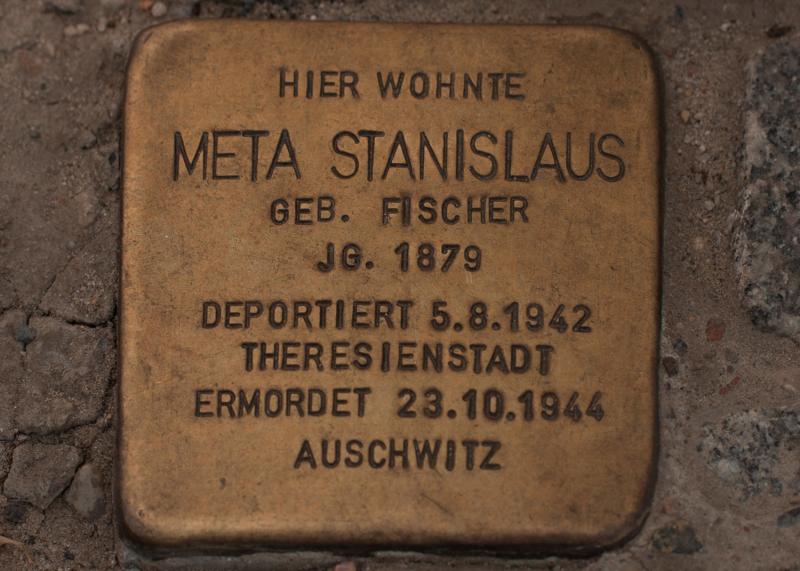 HIER WOHNTE
META STANISLAUS
GEB. FISCHER
JG. 1879
DEPORTIERT 5.8.1942
THERESIENSTADT
ERMORDET 23.10.1944
AUSCHWITZ